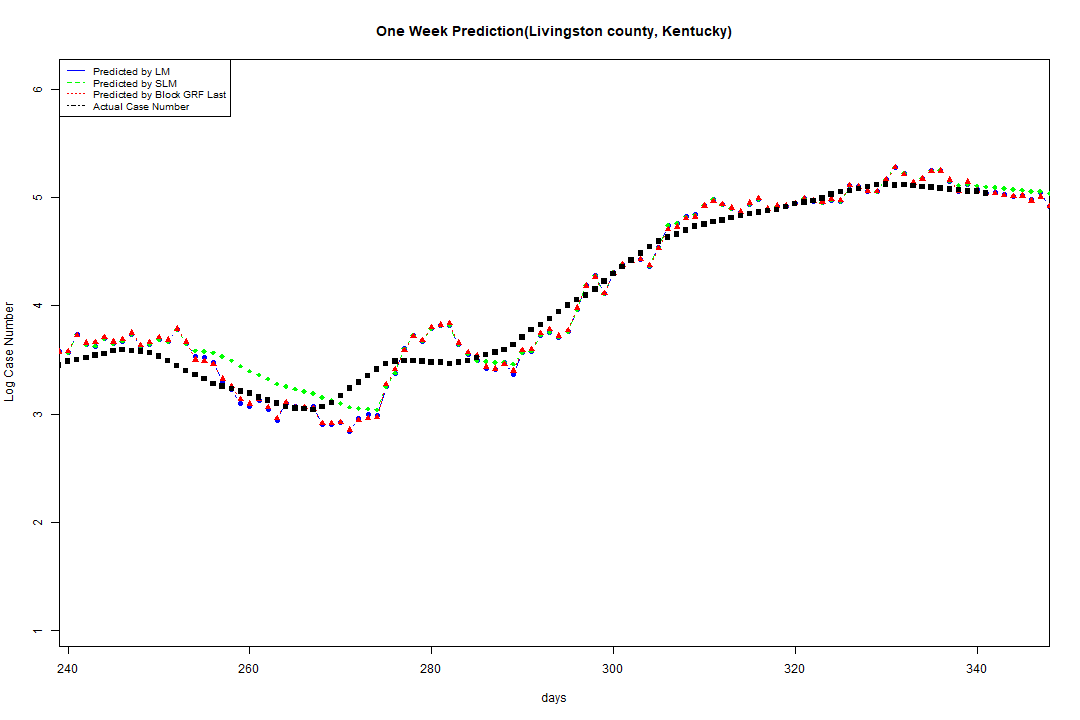 One Week Prediction(Livingston county, Kentucky)
Predicted by LM
Predicted by SLM
Predicted by Block GRF Last
Actual Case Number
6
5
4
3
2
1
Log Case Number
240 260 280 300 320 340
days